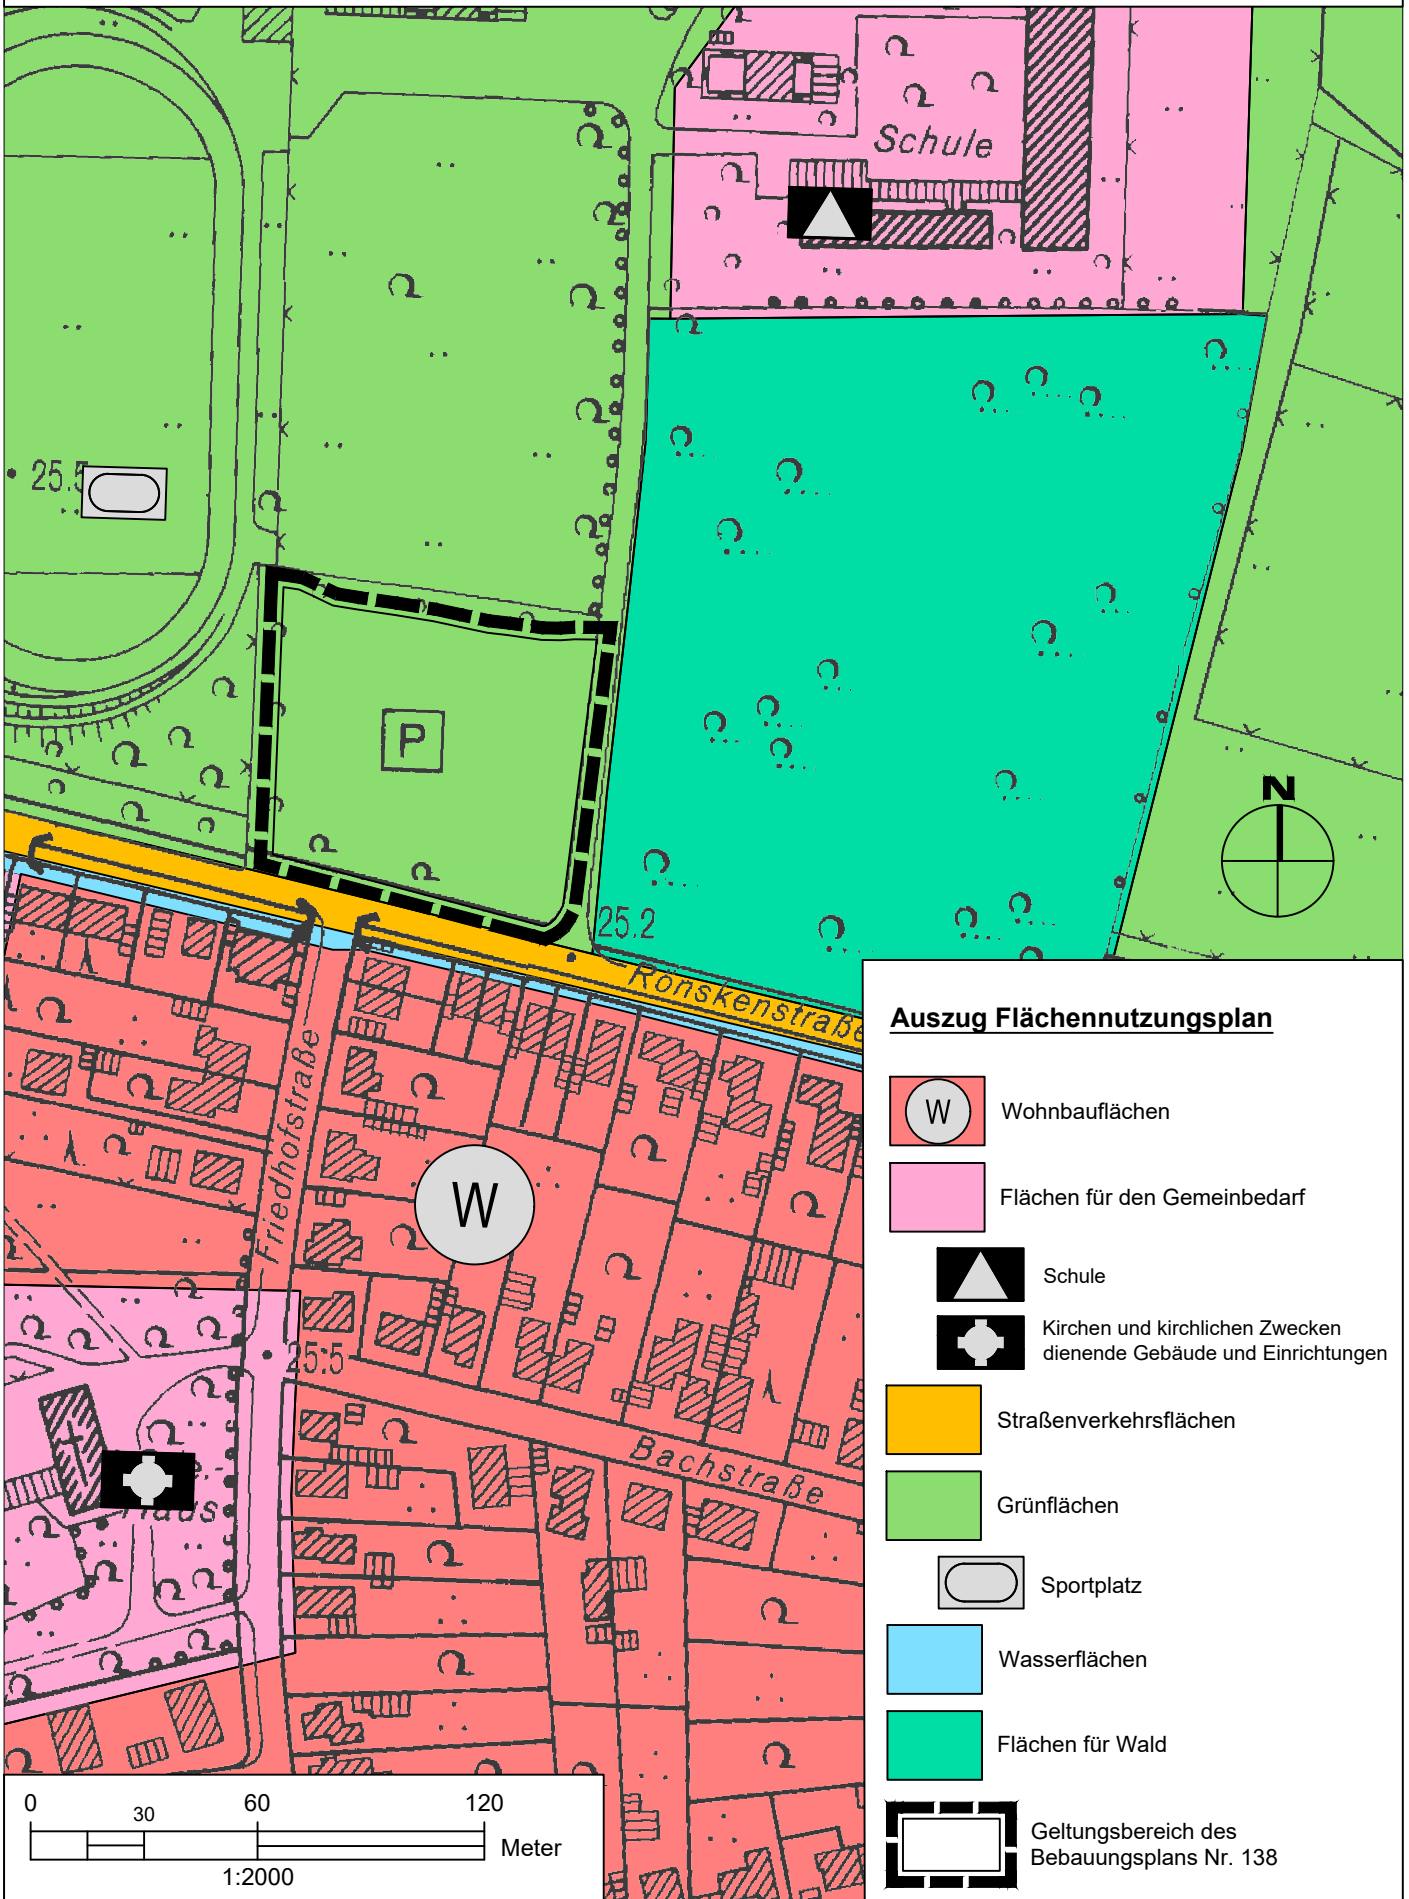 Schule
25.5
P
N
25.2
Rönskenstraße
Friedhofstraße
W
25.5
Bachstraße
Haus
Auszug Flächennutzungsplan
W
Wohnbauflächen
Flächen für den Gemeinbedarf
Schule
Kirchen und kirchlichen Zwecken
dienende Gebäude und Einrichtungen
Straßenverkehrsflächen
Grünflächen
Sportplatz
Wasserflächen
Flächen für Wald
Geltungsbereich des
Bebauungsplans Nr. 138
0 30 60 120
Meter
1:2000